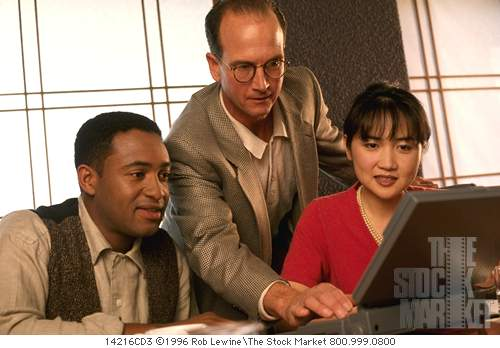 THE
STOCK
MARKET
14216CD3 ©1996 Rob Lewine\The Stock Market 800.999.0800